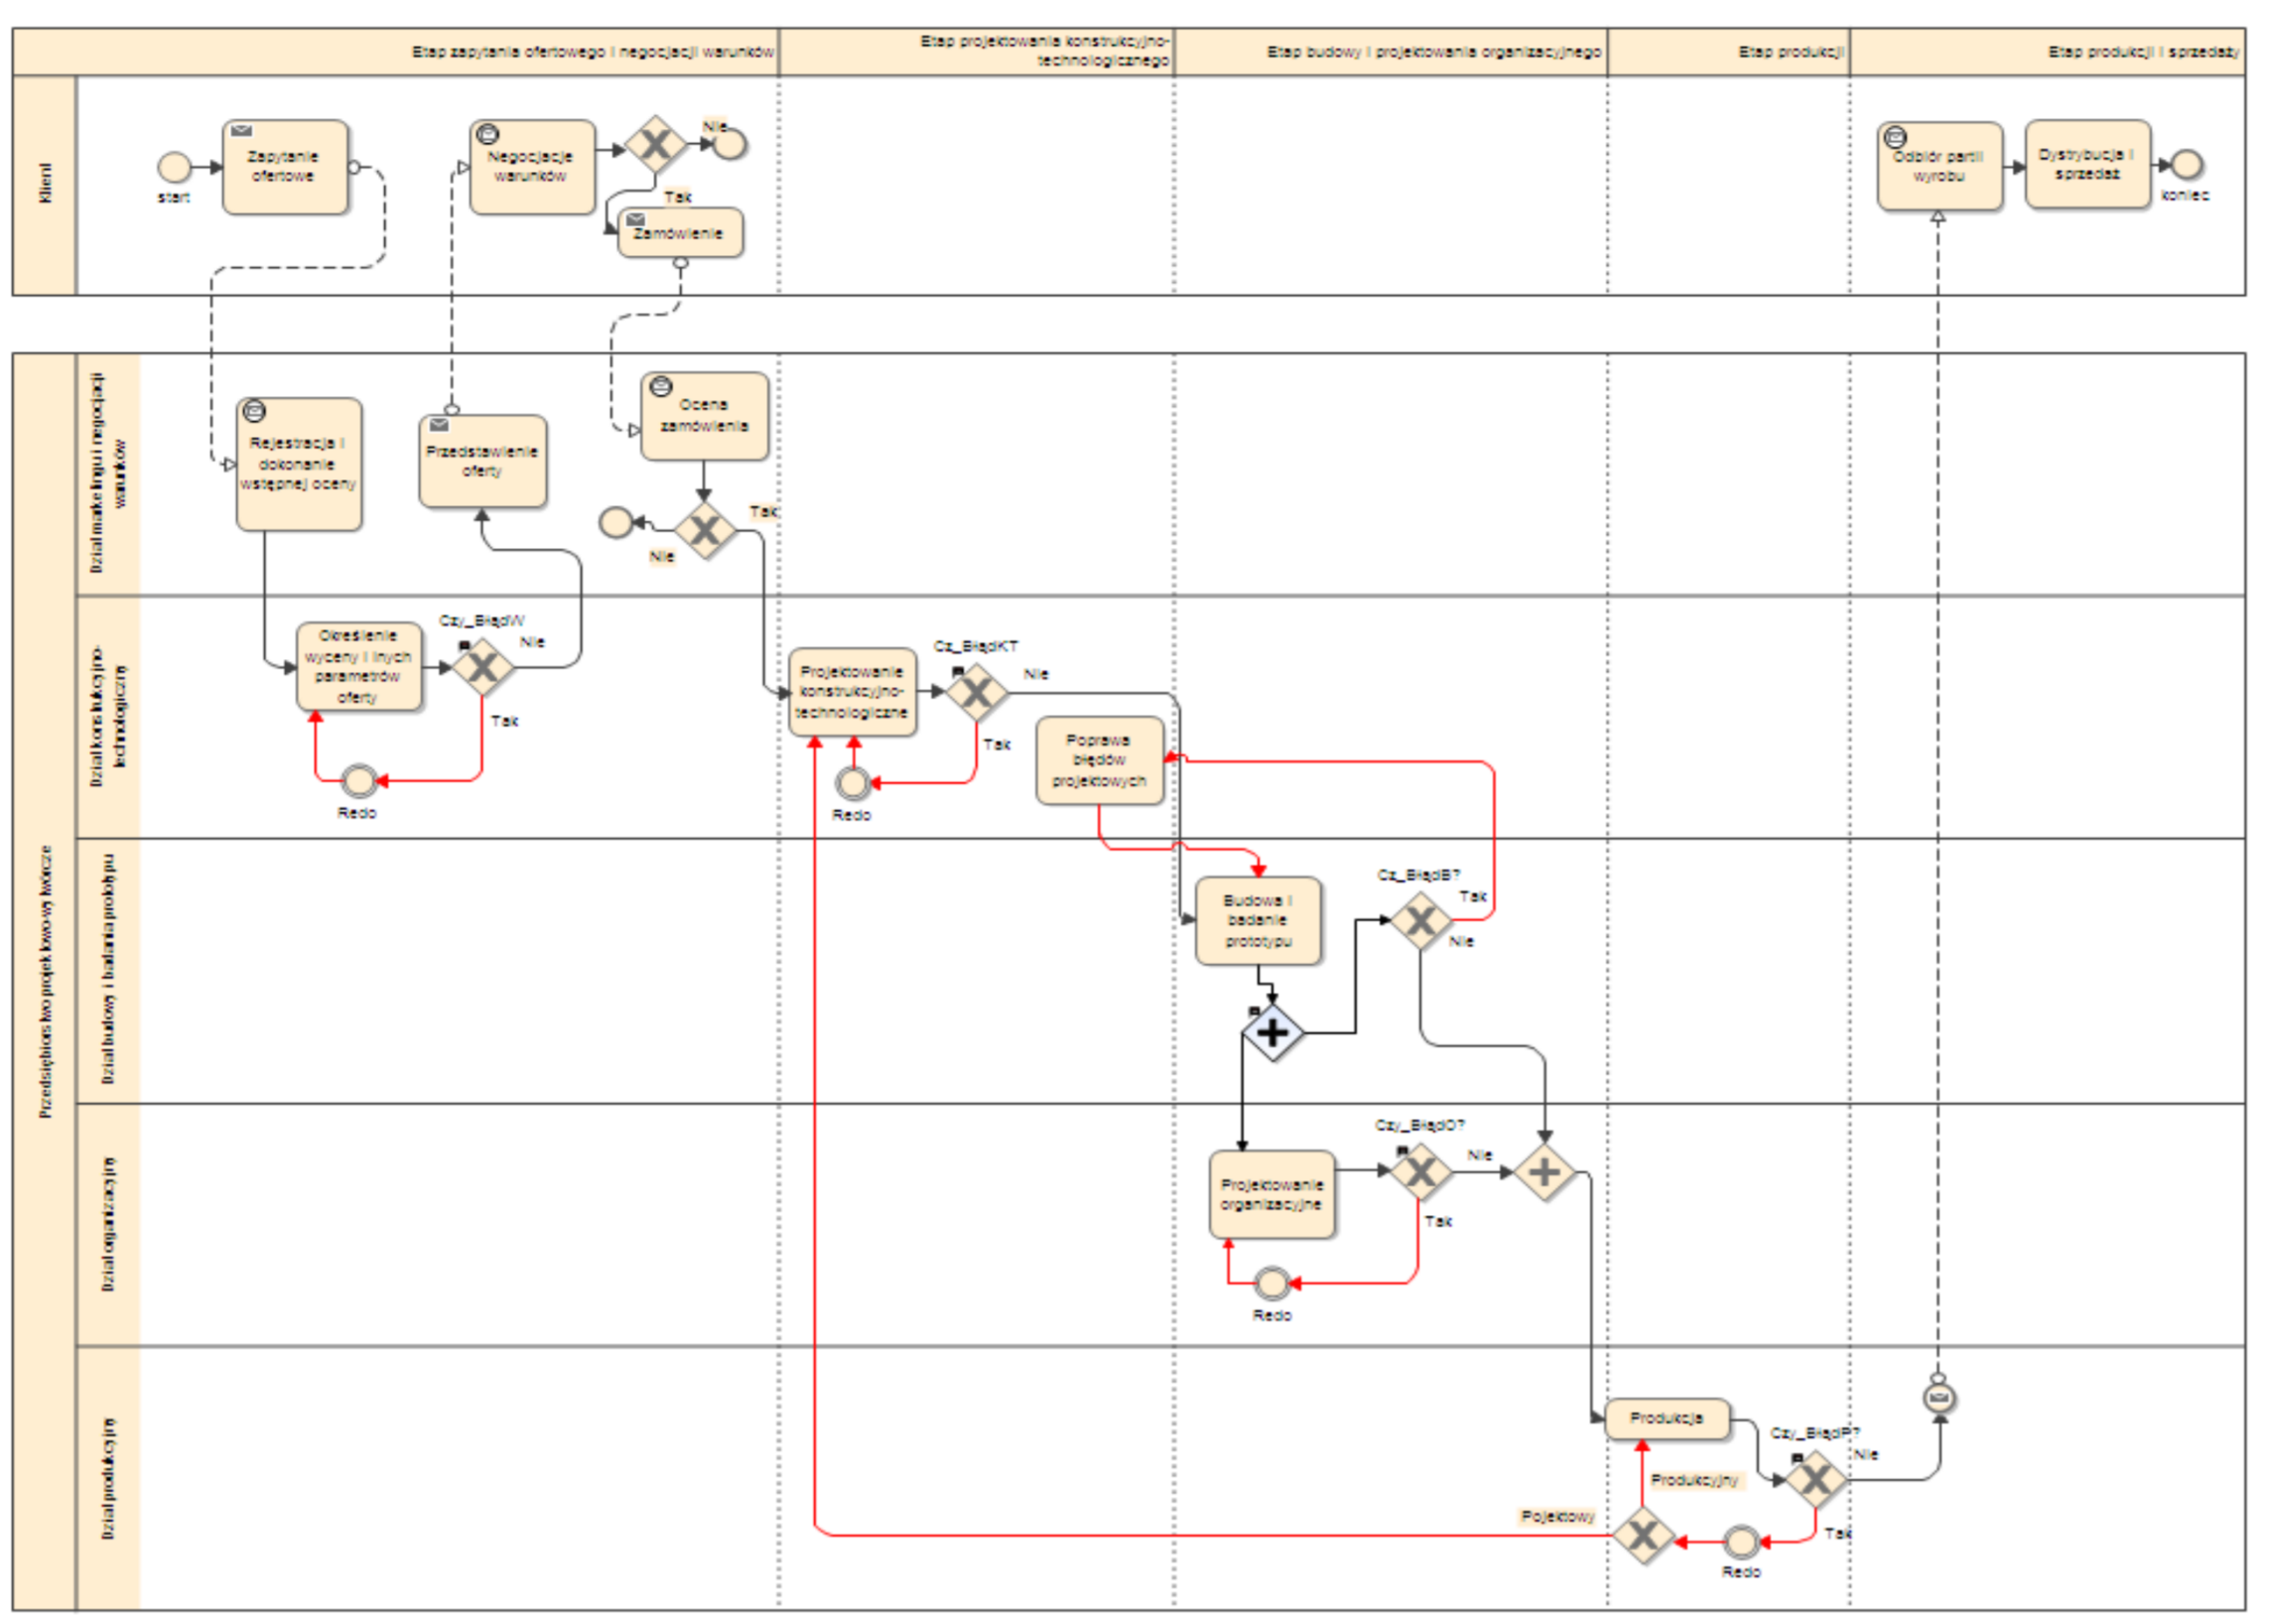 Etap zapytania ofertowego i negocjacji warunków
Etap projektowania konstrukcyjno-
technologicznego
Etap budowy i projektowania organizacyjnego
Etap produkcji
Etap produkcji i sprzedaży
Klient
start
Zapytanie
ofertowe
Negocjacje
warunków
Nie
Tak
Zamówienie
Odbiór partii
wyrobu
Dystrybucja i
sprzedaż
koniec
Przedsiębiorstwo projektowo wytwórcze
Dział marketingu i negocjacji
warunków
Rejestracja i
dokonanie
wstępnej oceny
Przedstawienie
oferty
Ocena
zamówienia
Tak
Nie
Dział konstrukcyjno-
technologiczny
Określenie
wyceny i inych
parametrów
oferty
Czy_BłądW
Nie
Tak
Redo
Projektowanie
konstrukcyjno-
technologiczne
Cz_BłądKT
Nie
Tak
Redo
Poprawa
błędów
projektowych
Dział budowy i badania prototypu
Budowa i
badanie
prototypu
Cz_BłądB?
Tak
Nie
Dział organizacyjny
Projektowanie
organizacyjne
Czy_BłądO?
Nie
Tak
Redo
Dział produkcyjny
Produkcja
Czy_BłądP?
Nie
Produkcyjny
Pojektowy
Tak
Redo